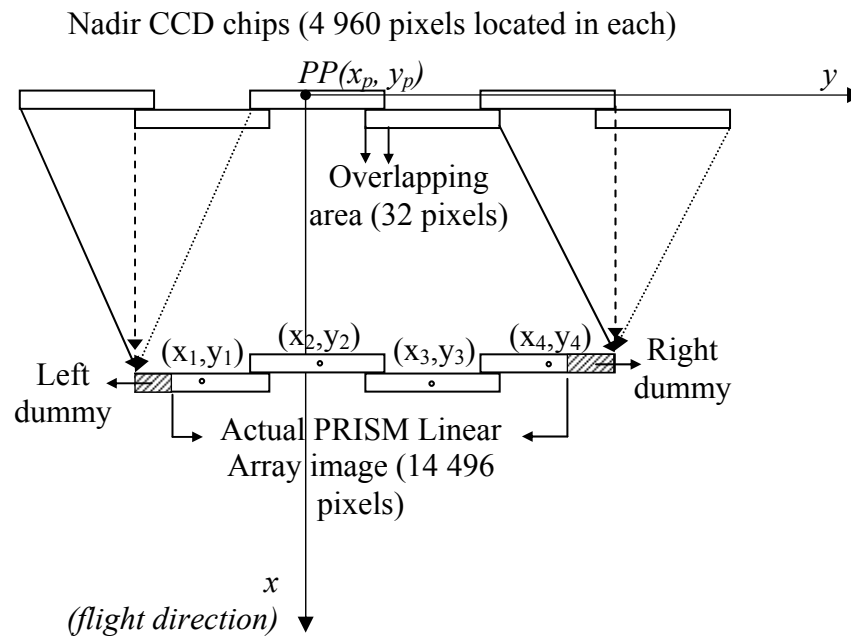 Nadir CCD chips (4 960 pixels located in each)
PP(xₚ, yₚ)
y
Overlapping
area (32 pixels)
(x₁,y₁)
(x₂,y₂)
(x₃,y₃)
(x₄,y₄)
Left
dummy
Right
dummy
Actual PRISM Linear
Array image (14 496
pixels)
x
(flight direction)